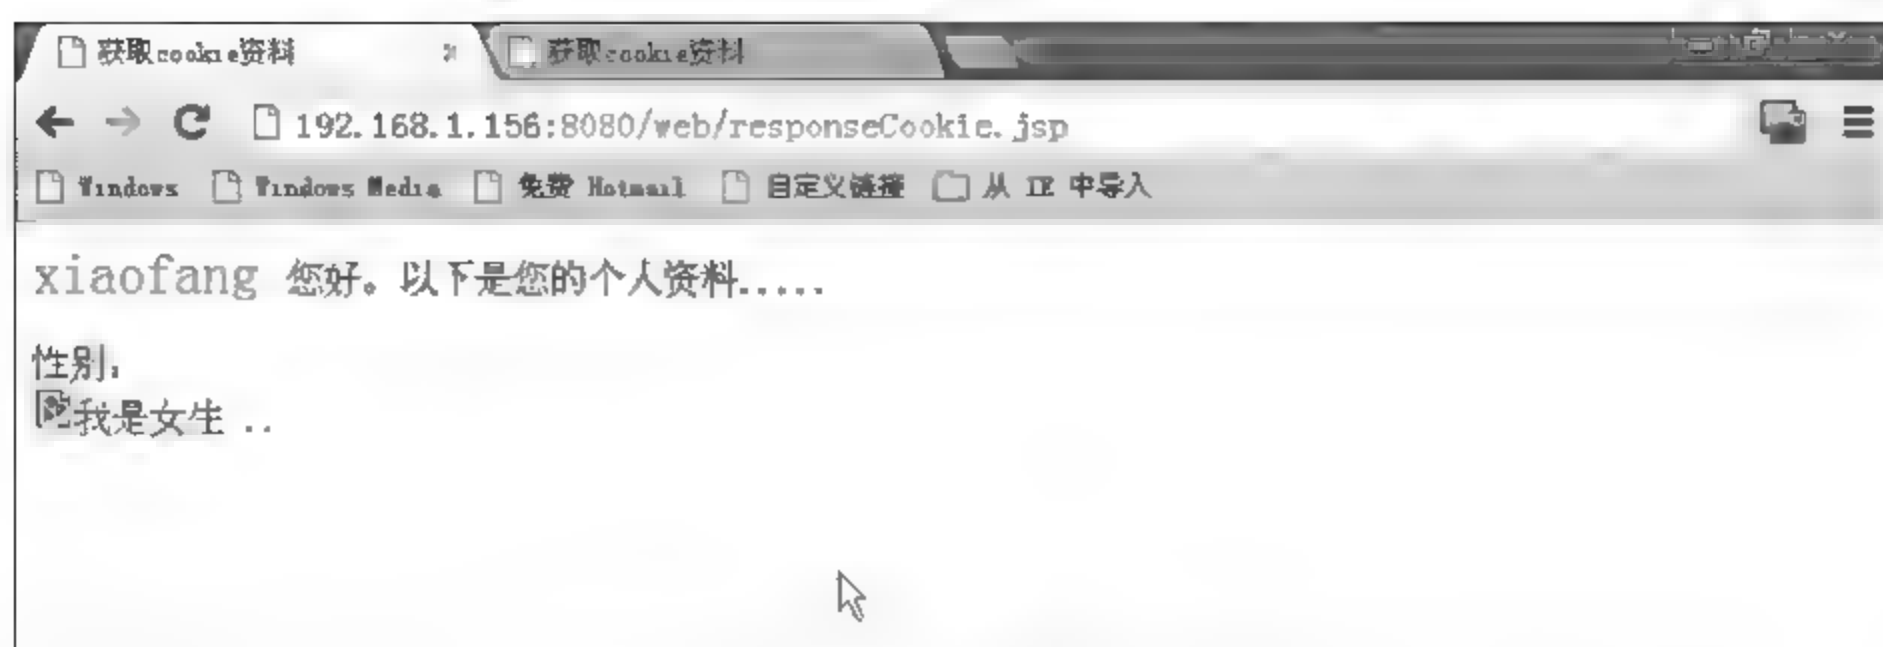 获取cookie资料 获取cookie资料
192.168.1.156:8080/web/responseCookie.jsp
Windows Windows Media 免费 Hotmail 自定义链接 从 IE 中导入
xiaofang 您好。以下是您的个人资料.....
性别:
我是女生 ..